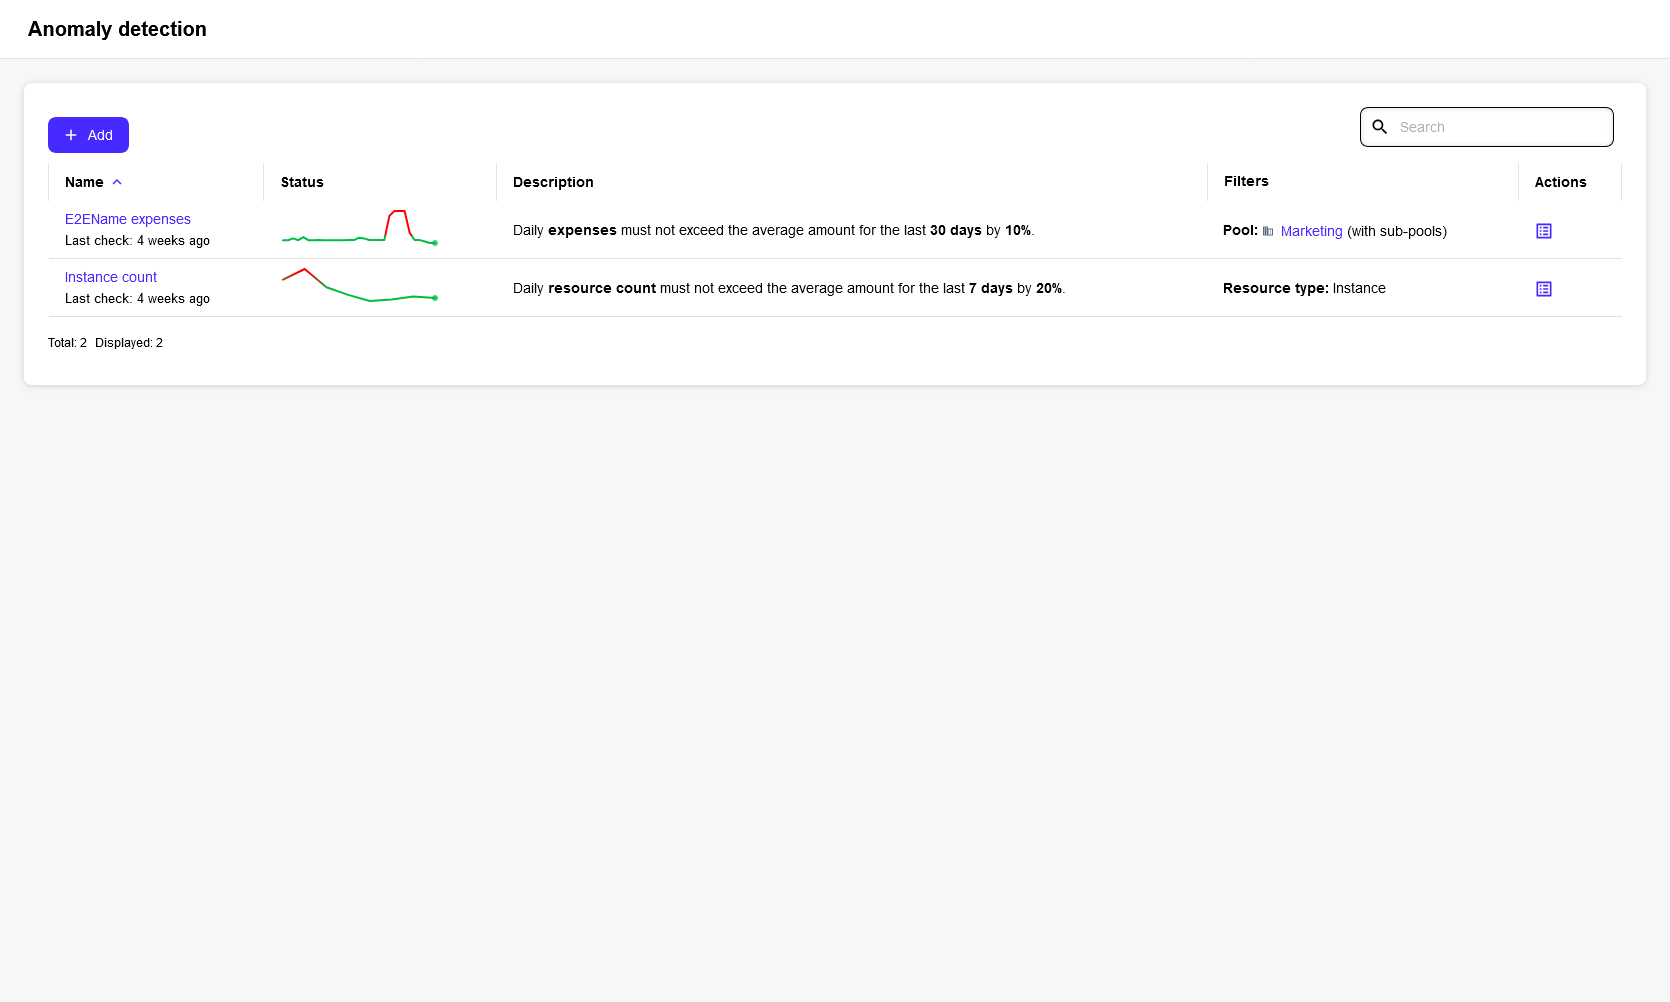 Anomaly detection
Add
Search
Name
Status
Description
Filters
Actions
E2EName expenses
Last check: 4 weeks ago
Daily expenses must not exceed the average amount for the last 30 days by 10%.
Pool: Marketing (with sub-pools)
Instance count
Last check: 4 weeks ago
Daily resource count must not exceed the average amount for the last 7 days by 20%.
Resource type: Instance
Total: 2 Displayed: 2